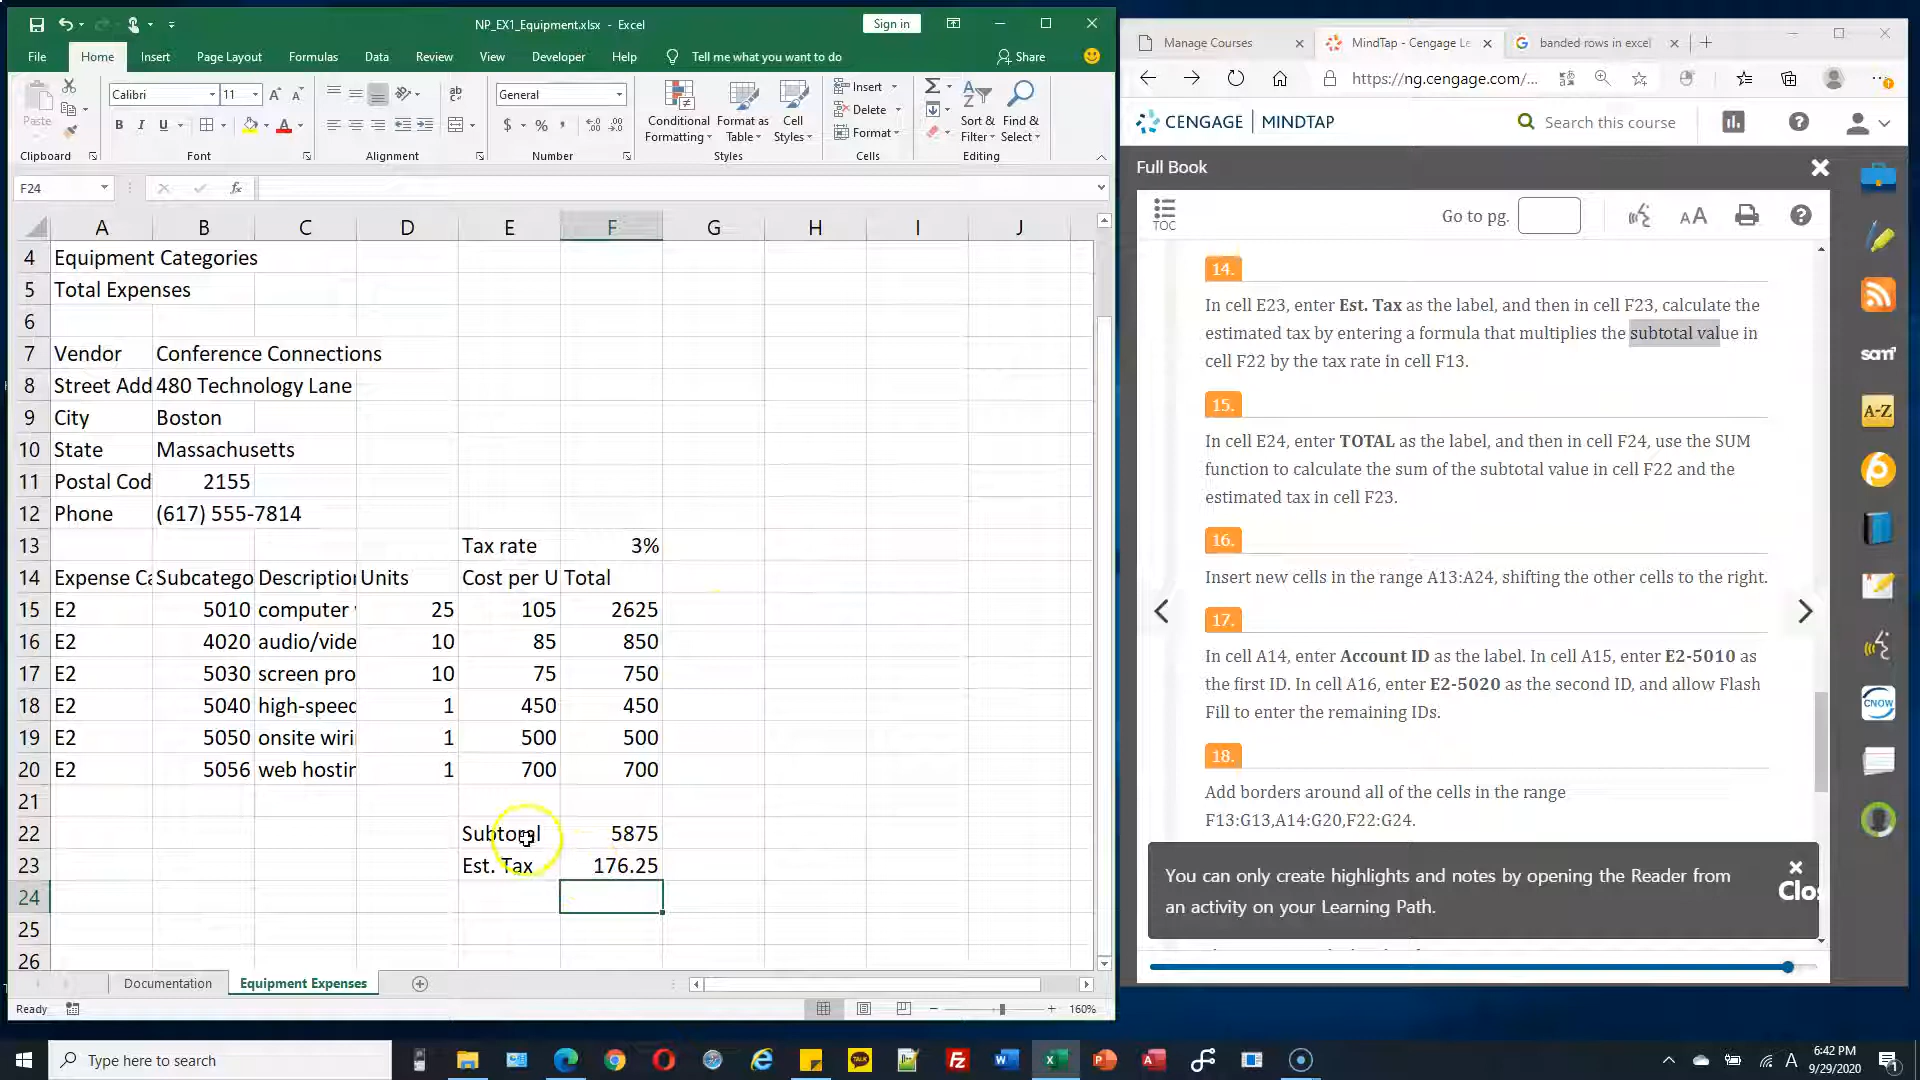 NP_EX1_Equipment.xlsx - Excel
Sign in
File Home Insert Page Layout Formulas Data Review View Developer Help Tell me what you want to do Share
Paste
Calibri 11
General
Conditional Formatting
Format as Table
Cell Styles
Insert
Delete
Format
Sort & Filter
Find & Select
Clipboard Font Alignment Number Styles Cells Editing
F24 fx
A B C D E F G H I J
4 Equipment Categories
5 Total Expenses
6
7 Vendor Conference Connections
8 Street Add 480 Technology Lane
9 City Boston
10 State Massachusetts
11 Postal Cod 2155
12 Phone (617) 555-7814
13 Tax rate 3%
14 Expense Ca Subcatego Description Units Cost per U Total
15 E2 5010 computer 25 105 2625
16 E2 4020 audio/vide 10 85 850
17 E2 5030 screen pro 10 75 750
18 E2 5040 high-speed 1 450 450
19 E2 5050 onsite wiri 1 500 500
20 E2 5056 web hostin 1 700 700
21
22 Subtotal 5875
23 Est. Tax 176.25
24
25
26
Documentation Equipment Expenses
Ready 160%
Manage Courses
MindTap - Cengage Le
banded rows in excel
https://ng.cengage.com/...
CENGAGE | MINDTAP
Search this course
Full Book
TOC
Go to pg.
AA
14.
In cell E23, enter Est. Tax as the label, and then in cell F23, calculate the
estimated tax by entering a formula that multiplies the subtotal value in
cell F22 by the tax rate in cell F13.
15.
In cell E24, enter TOTAL as the label, and then in cell F24, use the SUM
function to calculate the sum of the subtotal value in cell F22 and the
estimated tax in cell F23.
16.
Insert new cells in the range A13:A24, shifting the other cells to the right.
17.
In cell A14, enter Account ID as the label. In cell A15, enter E2-5010 as
the first ID. In cell A16, enter E2-5020 as the second ID, and allow Flash
Fill to enter the remaining IDs.
18.
Add borders around all of the cells in the range
F13:G13,A14:G20,F22:G24.
You can only create highlights and notes by opening the Reader from
an activity on your Learning Path.
Clos
sam
A-Z
CNOW
Type here to search
TALK
A
6:42 PM
9/29/2020